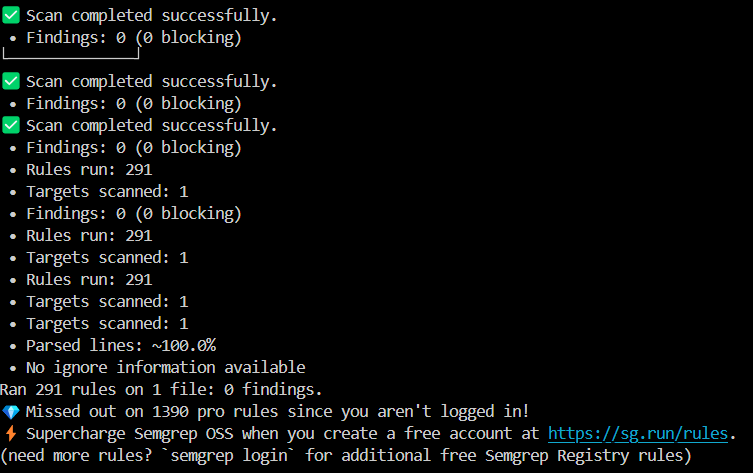 ✅ Scan completed successfully.
• Findings: 0 (0 blocking)
✅ Scan completed successfully.
• Findings: 0 (0 blocking)
✅ Scan completed successfully.
• Findings: 0 (0 blocking)
• Rules run: 291
• Targets scanned: 1
• Findings: 0 (0 blocking)
• Rules run: 291
• Targets scanned: 1
• Rules run: 291
• Targets scanned: 1
• Targets scanned: 1
• Parsed lines: ~100.0%
• No ignore information available
Ran 291 rules on 1 file: 0 findings.
💎 Missed out on 1390 pro rules since you aren't logged in!
⚡ Supercharge Semgrep OSS when you create a free account at https://sg.run/rules.
(need more rules? `semgrep login` for additional free Semgrep Registry rules)